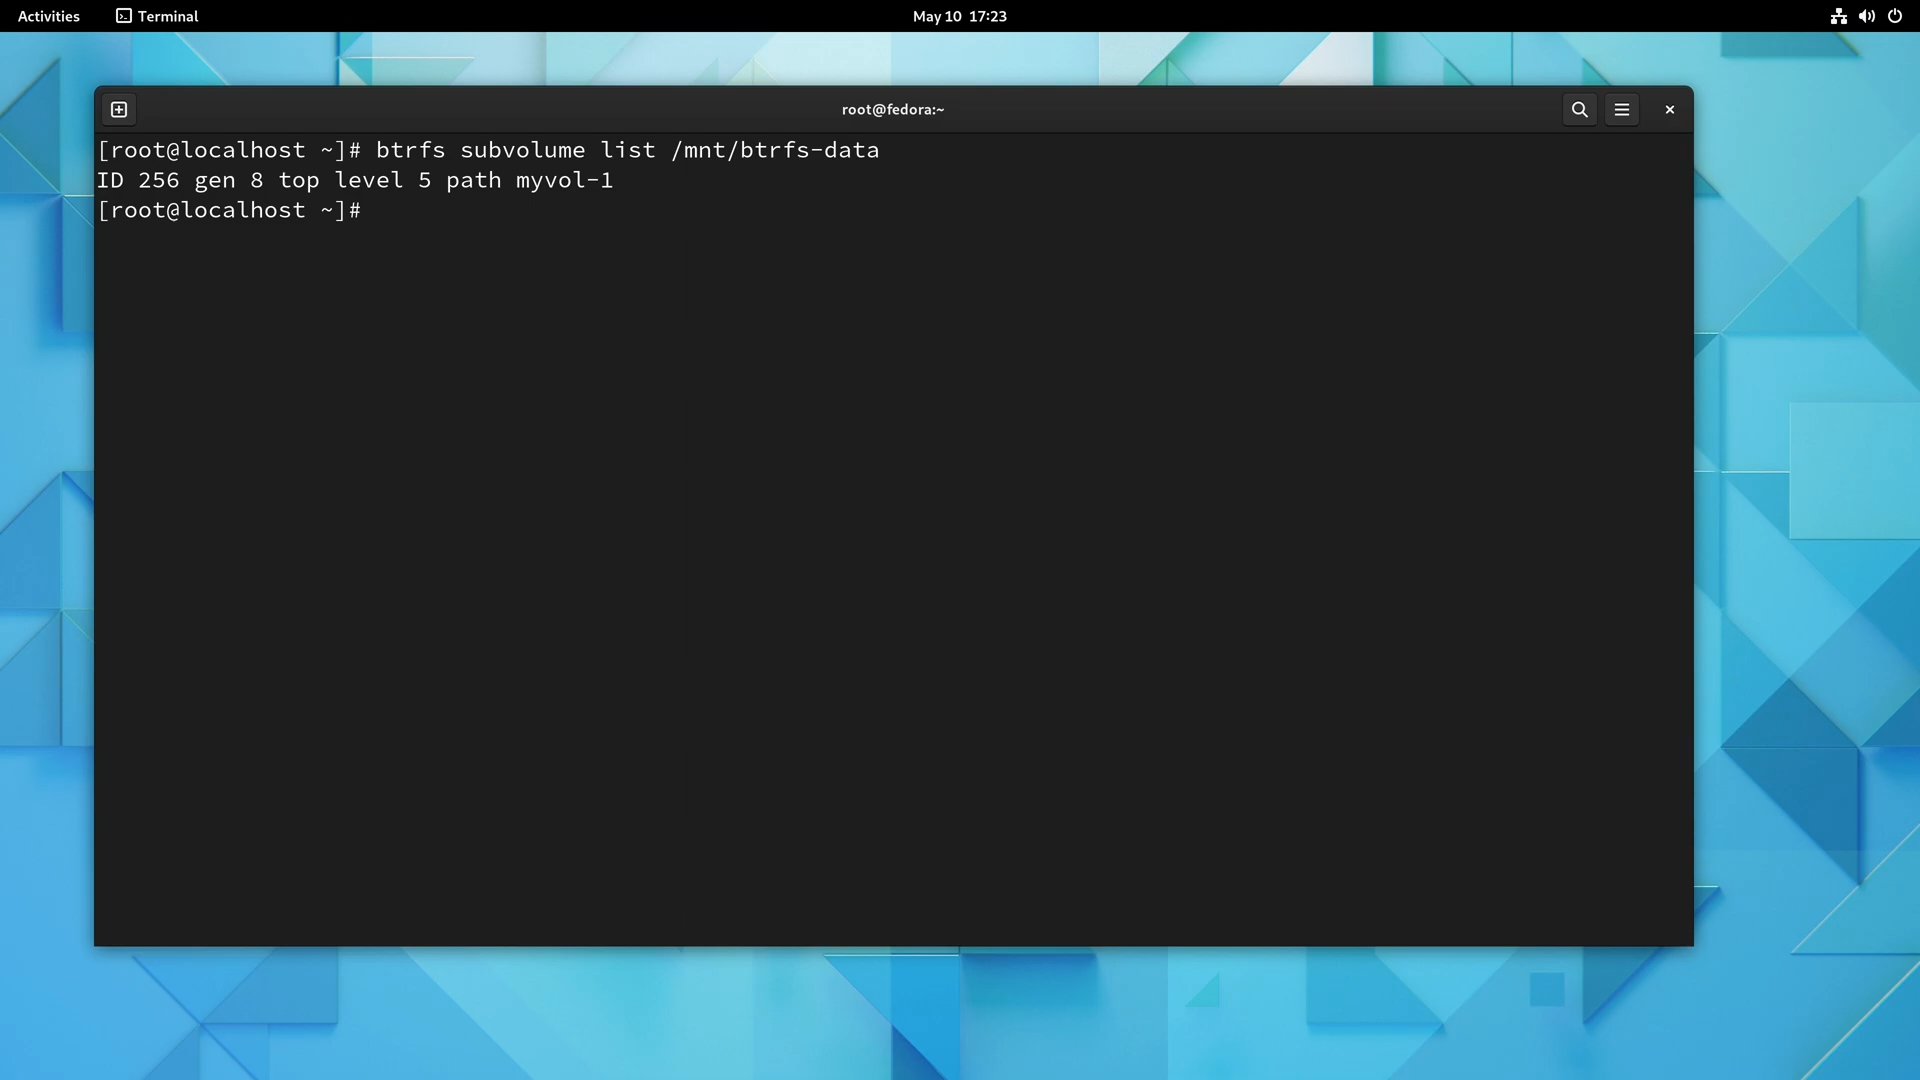 Activities
Terminal
May 10 17:23
root@fedora:~
[root@localhost ~]# btrfs subvolume list /mnt/btrfs-data
ID 256 gen 8 top level 5 path myvol-1
[root@localhost ~]#